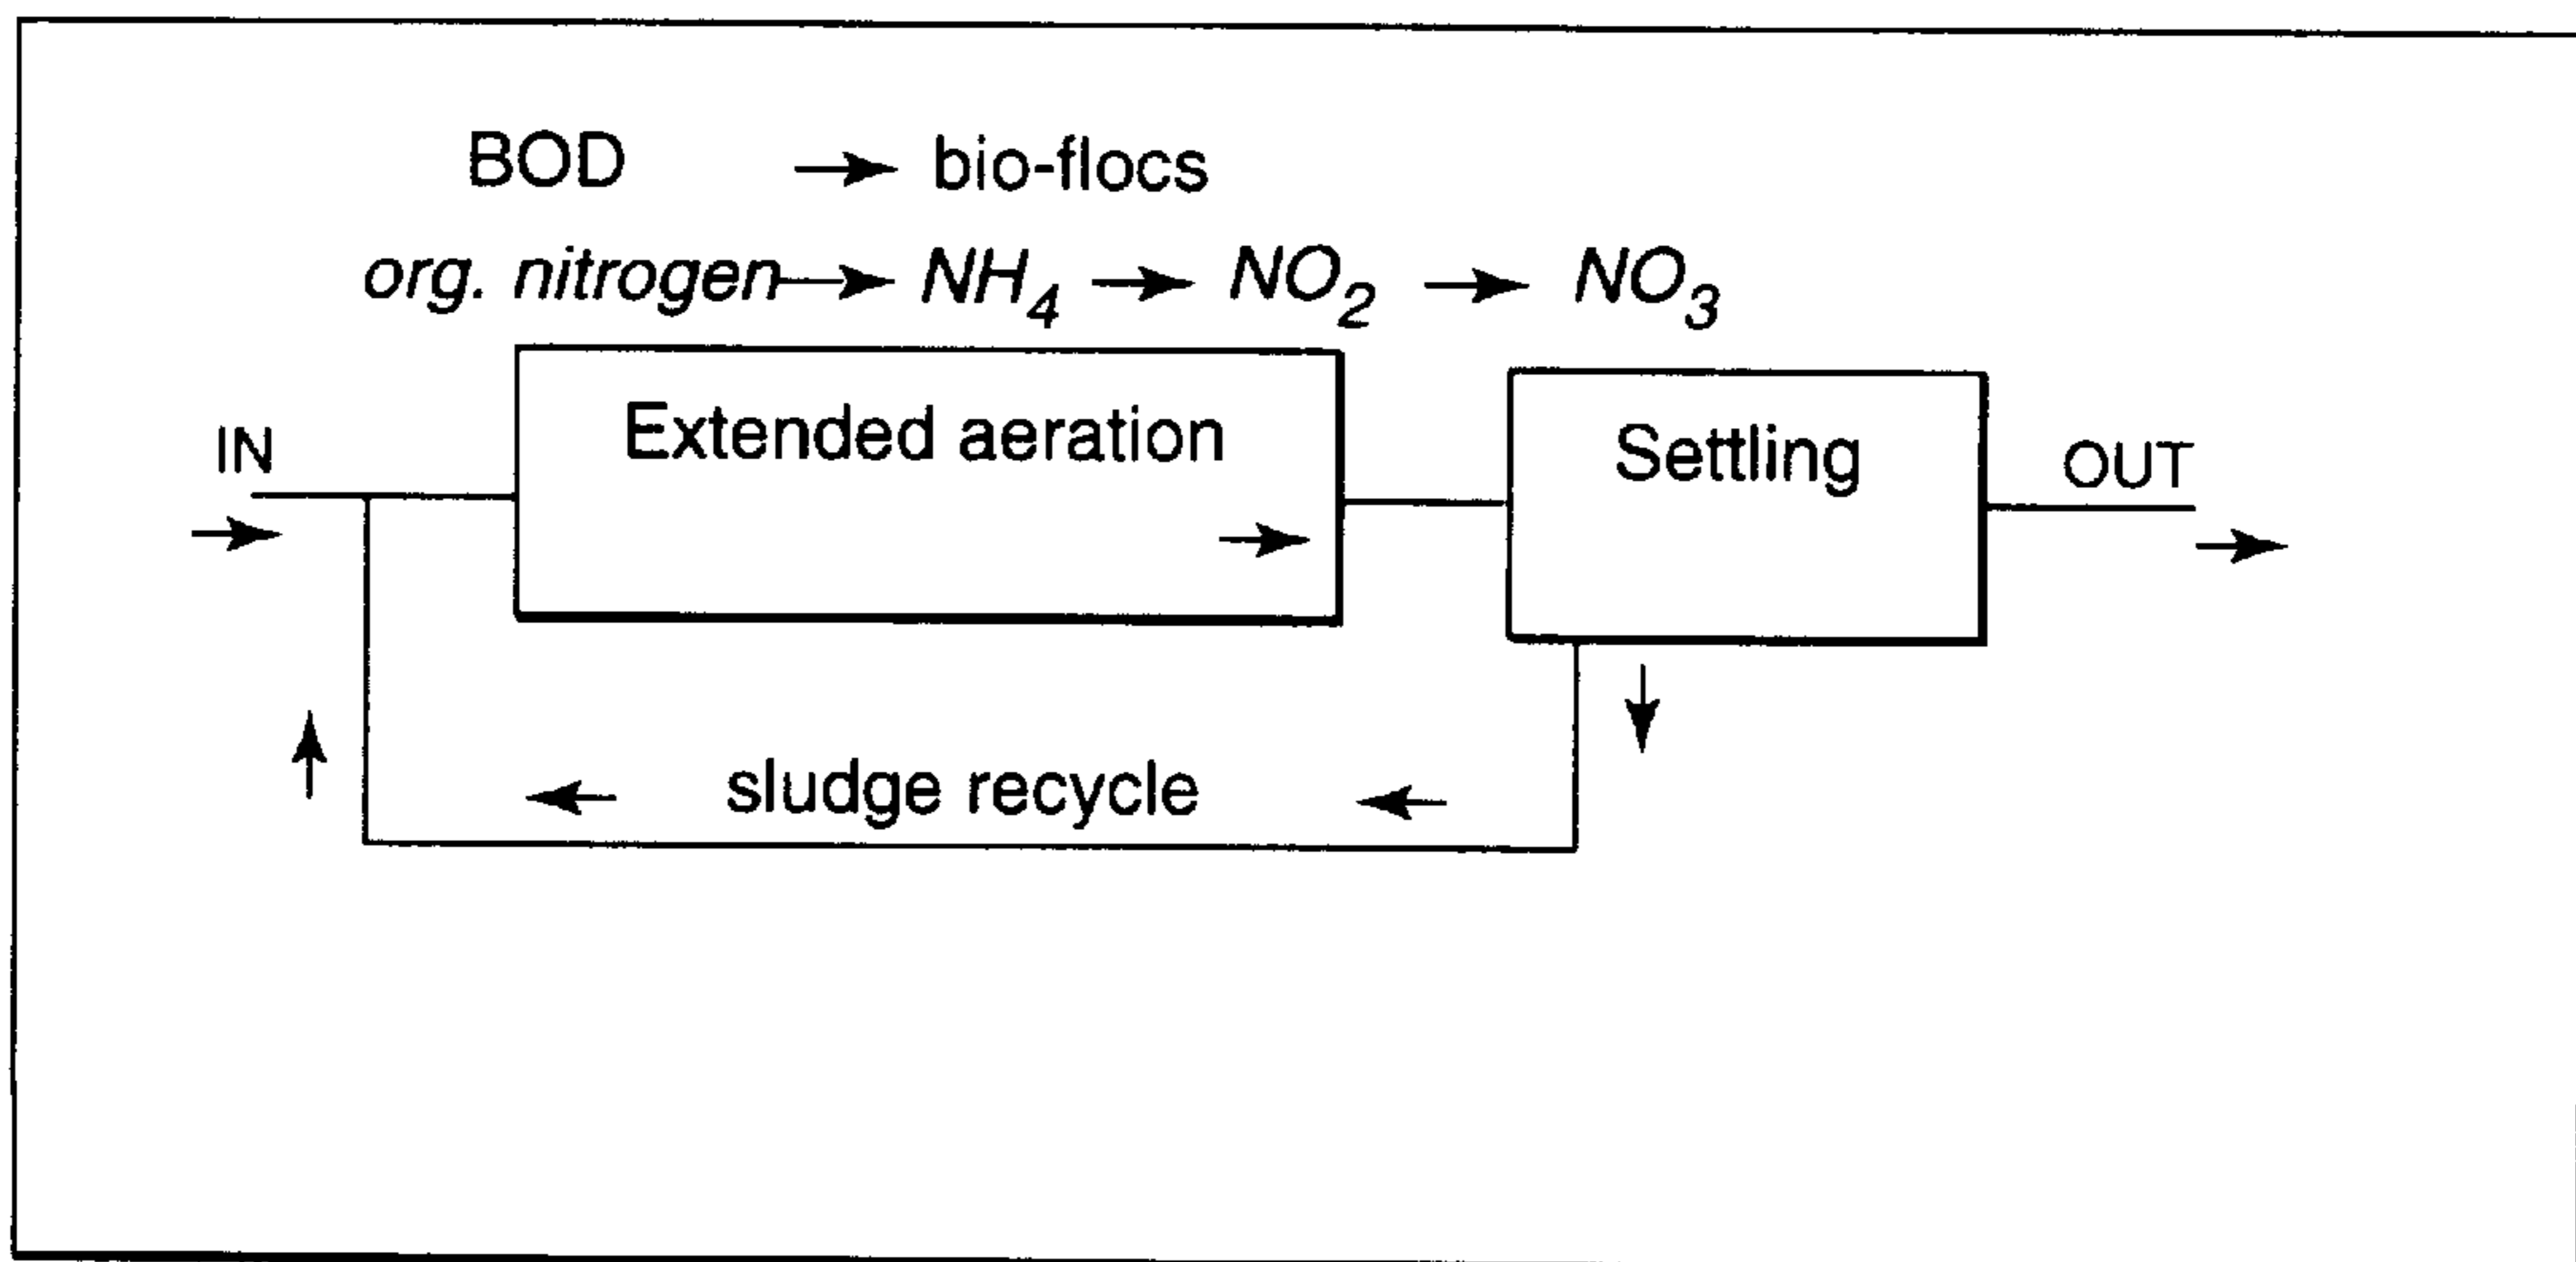 BOD → bio-flocs
org. nitrogen → NH4 → NO2 → NO3
Extended aeration
Settling
IN
OUT
sludge recycle